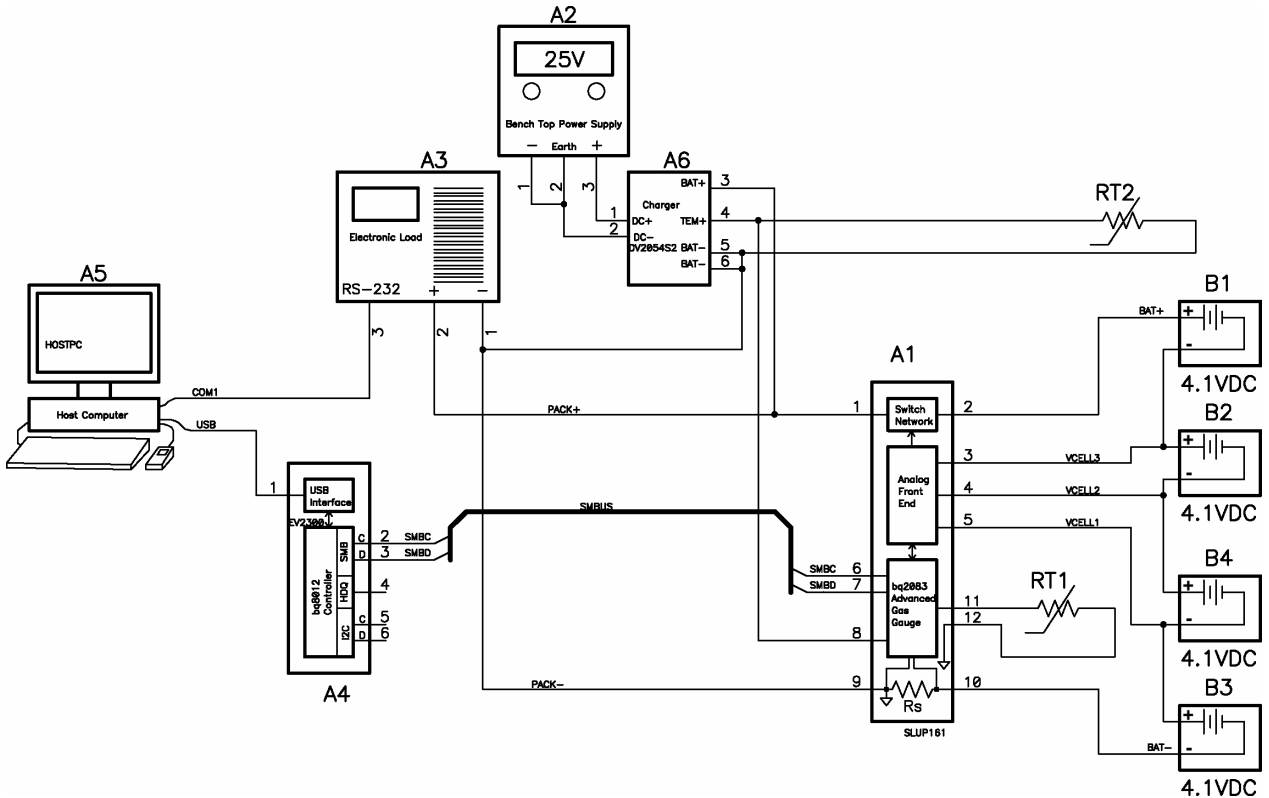 A2
25V
Bench Top Power Supply
- Earth +
1
2
3
A3
Electronic Load
RS-232 + -
3
2
1
A6
Charger
1
2
DC+
DC-
DV2054S2
BAT+
TEM+
BAT-
BAT-
3
4
5
6
RT2
A5
HOSTPC
Host Computer
COM1
USB
A4
1
USB
Interface
EV2300
bq8012
Controller
SMB
HDQ
I2C
C
D
C
D
2
3
4
5
6
SMBC
SMBD
SMBUS
PACK+
PACK-
SMBC
SMBD
A1
1
6
7
8
9
Switch
Network
Analog
Front
End
bq2083
Advanced
Gas
Gauge
Rs
SLUP161
2
3
4
5
11
12
10
RT1
BAT+
VCELL3
VCELL2
VCELL1
BAT-
B1
+
-
4.1VDC
B2
+
-
4.1VDC
B4
+
-
4.1VDC
B3
+
-
4.1VDC